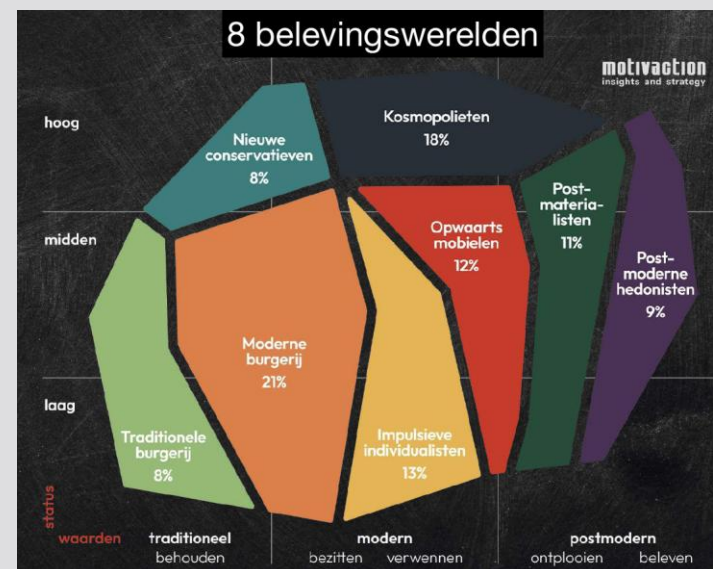 8 belevingswerelden
motivaction
insights and strategy
hoog
Nieuwe
conservatieven
8%
Kosmopolieten
18%
midden
Post-
materia-
listen
11%
Opwaarts
mobielen
12%
Post-
moderne
hedonisten
9%
Moderne
burgerij
21%
laag
Traditionele
burgerij
8%
Impulsieve
individualisten
13%
status
waarden
traditioneel
modern
postmodern
behouden
bezitten
verwennen
ontplooien
beleven